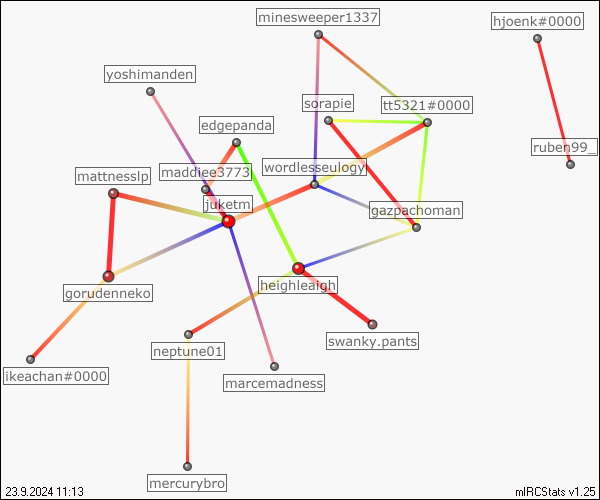 minesweeper1337
hjoenk#0000
yoshimanden
sorapie
tt5321#0000
edgepanda
ruben99_
mattnesslp
maddiee3773
wordlesseulogy
juketm
gazpachoman
gorudenneko
heighleaigh
swanky.pants
neptune01
ikeachan#0000
marcemadness
mercurybro
23.9.2024 11:13
mIRCStats v1.25